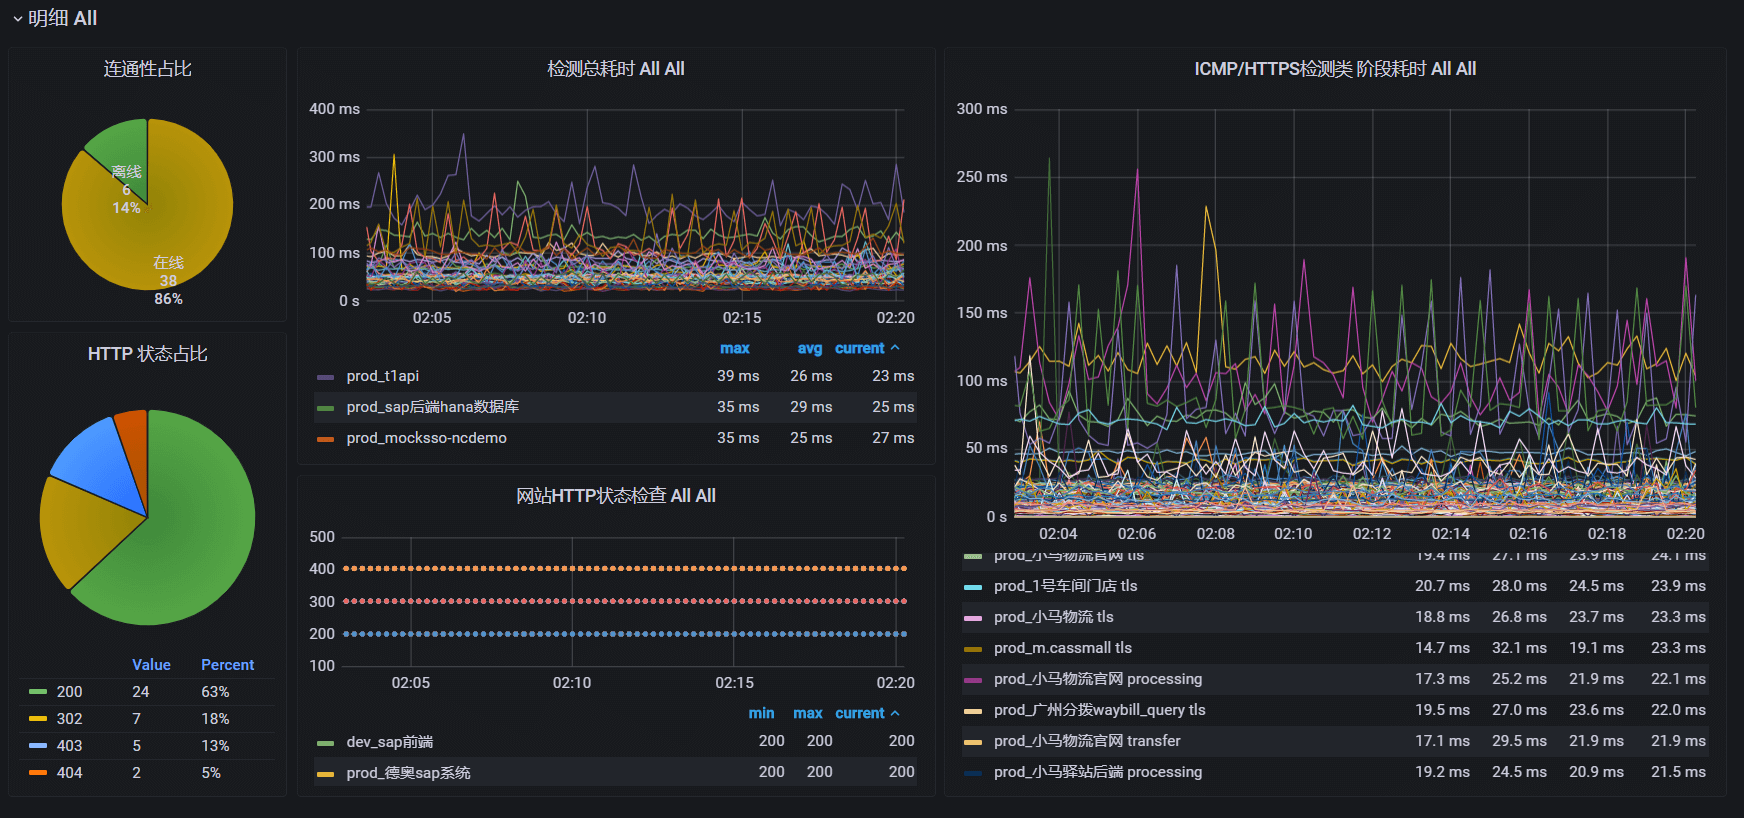 明细 All
连通性占比
离线
6
14%
在线
38
86%
HTTP 状态占比
Value Percent
200 24 63%
302 7 18%
403 5 13%
404 2 5%
检测总耗时 All All
400 ms
300 ms
200 ms
100 ms
0 s
02:05 02:10 02:15 02:20
max avg current
prod_t1api 39 ms 26 ms 23 ms
prod_sap后端hana数据库 35 ms 29 ms 25 ms
prod_mocksso-ncdemo 35 ms 25 ms 27 ms
网站HTTP状态检查 All All
500
400
300
200
100
02:05 02:10 02:15 02:20
min max current
dev_sap前端 200 200 200
prod_德奥sap系统 200 200 200
ICMP/HTTPS检测类 阶段耗时 All All
300 ms
250 ms
200 ms
150 ms
100 ms
50 ms
0 s
02:04 02:06 02:08 02:10 02:12 02:14 02:16 02:18 02:20
prod_小马物流官网 tls 19.4 ms 27.1 ms 23.9 ms 24.1 ms
prod_1号车间门店 tls 20.7 ms 28.0 ms 24.5 ms 23.9 ms
prod_小马物流 tls 18.8 ms 26.8 ms 23.7 ms 23.3 ms
prod_m.cassmall tls 14.7 ms 32.1 ms 19.1 ms 23.3 ms
prod_小马物流官网 processing 17.3 ms 25.2 ms 21.9 ms 22.1 ms
prod_广州分拨waybill_query tls 19.5 ms 27.0 ms 23.6 ms 22.0 ms
prod_小马物流官网 transfer 17.1 ms 29.5 ms 21.9 ms 21.9 ms
prod_小马驿站后端 processing 19.2 ms 24.5 ms 20.9 ms 21.5 ms